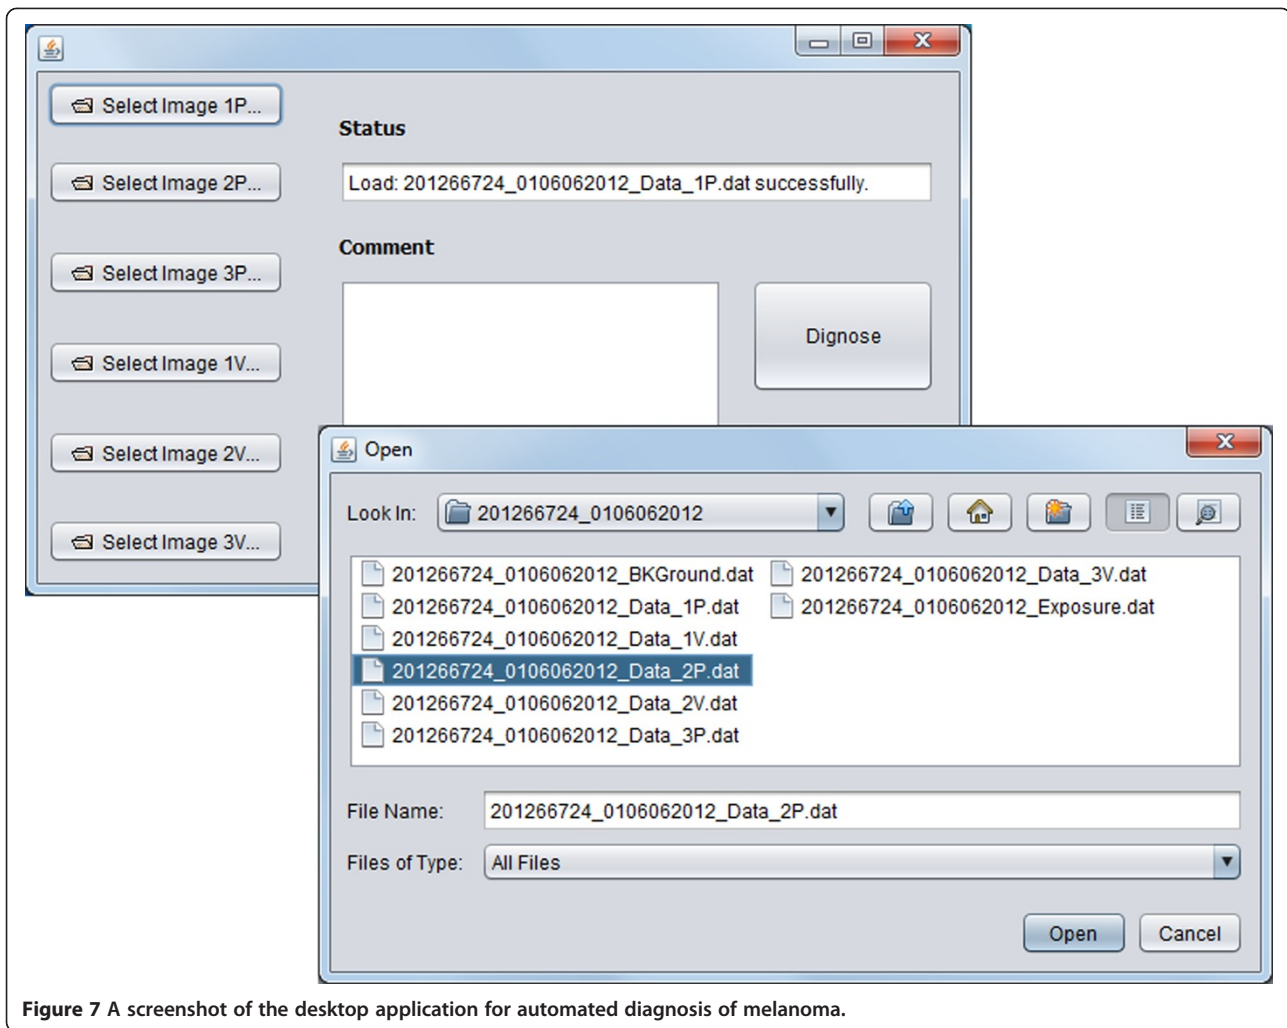 Select Image 1P...
Status
Select Image 2P...
Load: 201266724_0106062012_Data_1P.dat successfully.
Comment
Select Image 3P...
Dignose
Select Image 1V...
Select Image 2V...
Select Image 3V...
Open
Look In: 201266724_0106062012
201266724_0106062012_BKGround.dat
201266724_0106062012_Data_1P.dat
201266724_0106062012_Data_1V.dat
201266724_0106062012_Data_2P.dat
201266724_0106062012_Data_2V.dat
201266724_0106062012_Data_3P.dat
201266724_0106062012_Data_3V.dat
201266724_0106062012_Exposure.dat
File Name: 201266724_0106062012_Data_2P.dat
Files of Type: All Files
Open Cancel
Figure 7 A screenshot of the desktop application for automated diagnosis of melanoma.